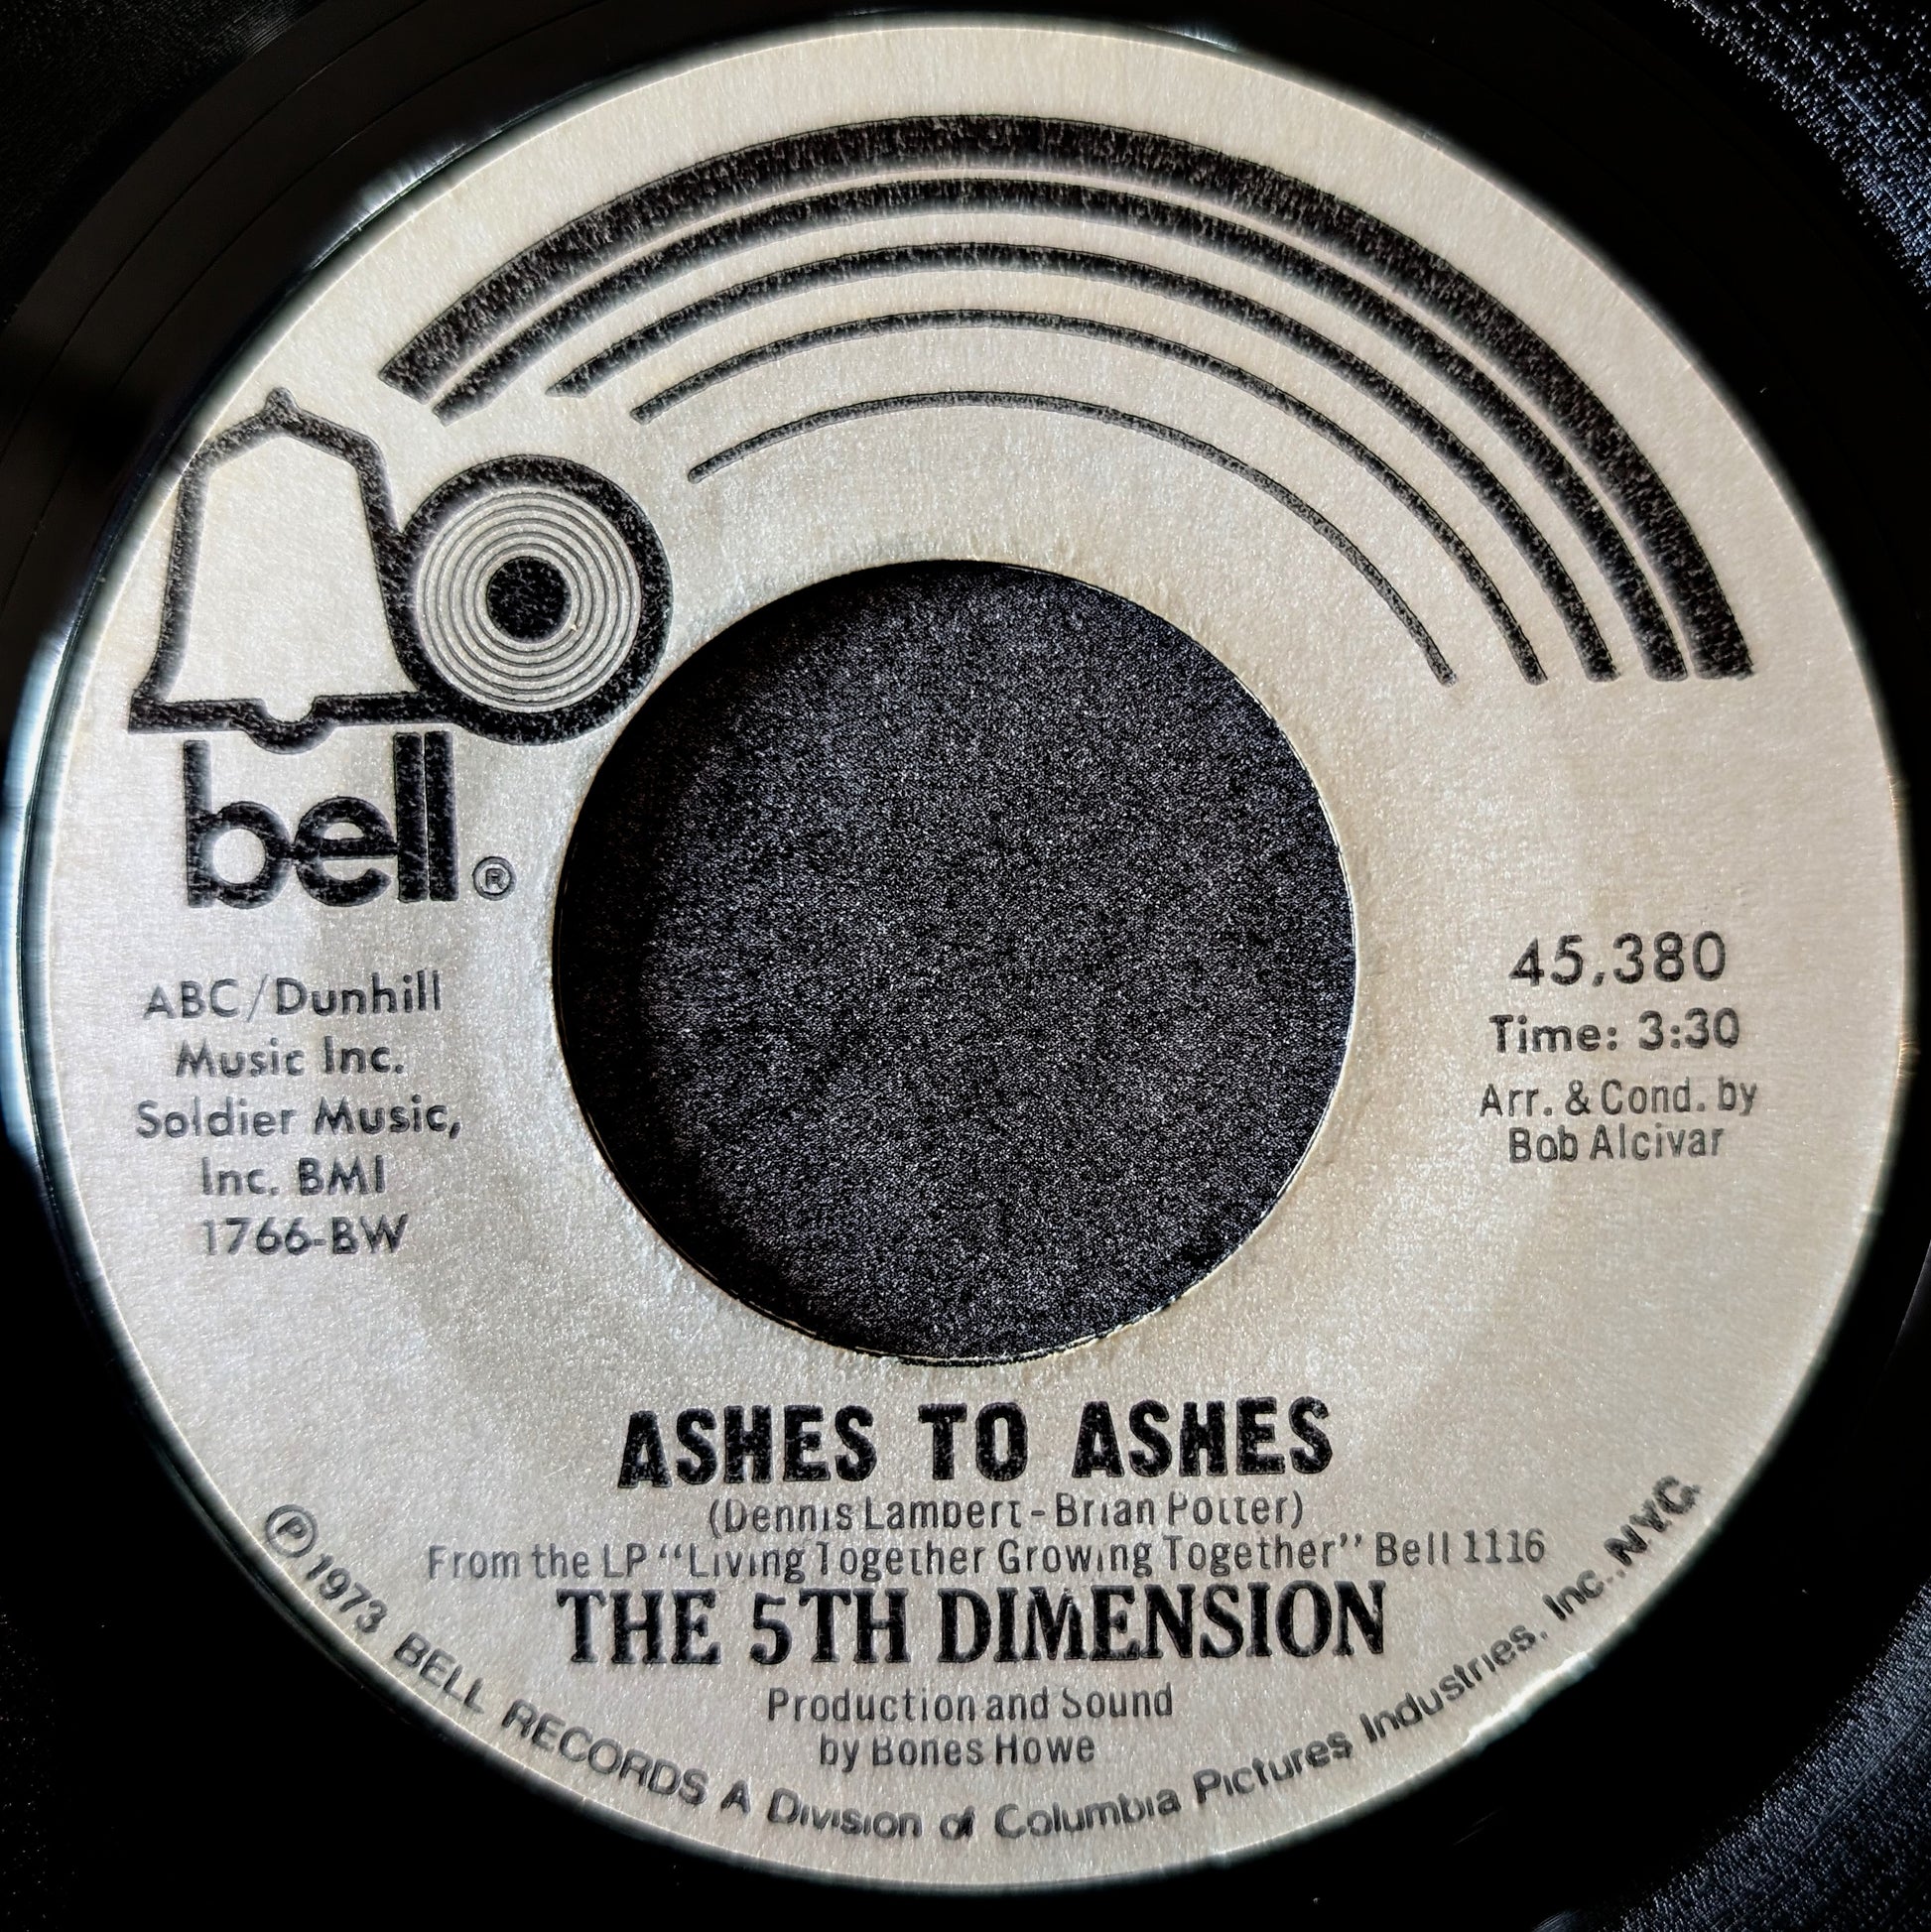 bell®
ABC/Dunhill
Music Inc.
Soldier Music,
Inc. BMI
1766-BW
45,380
Time: 3:30
Arr. & Cond. by
Bob Alcivar
ASHES TO ASHES
(Dennis Lambert - Brian Potter)
From the LP “Living Together Growing Together” Bell 1116
THE 5TH DIMENSION
Production and Sound
by Bones Howe
℗ 1973 BELL RECORDS A Division of Columbia Pictures Industries, Inc., N.Y.C.